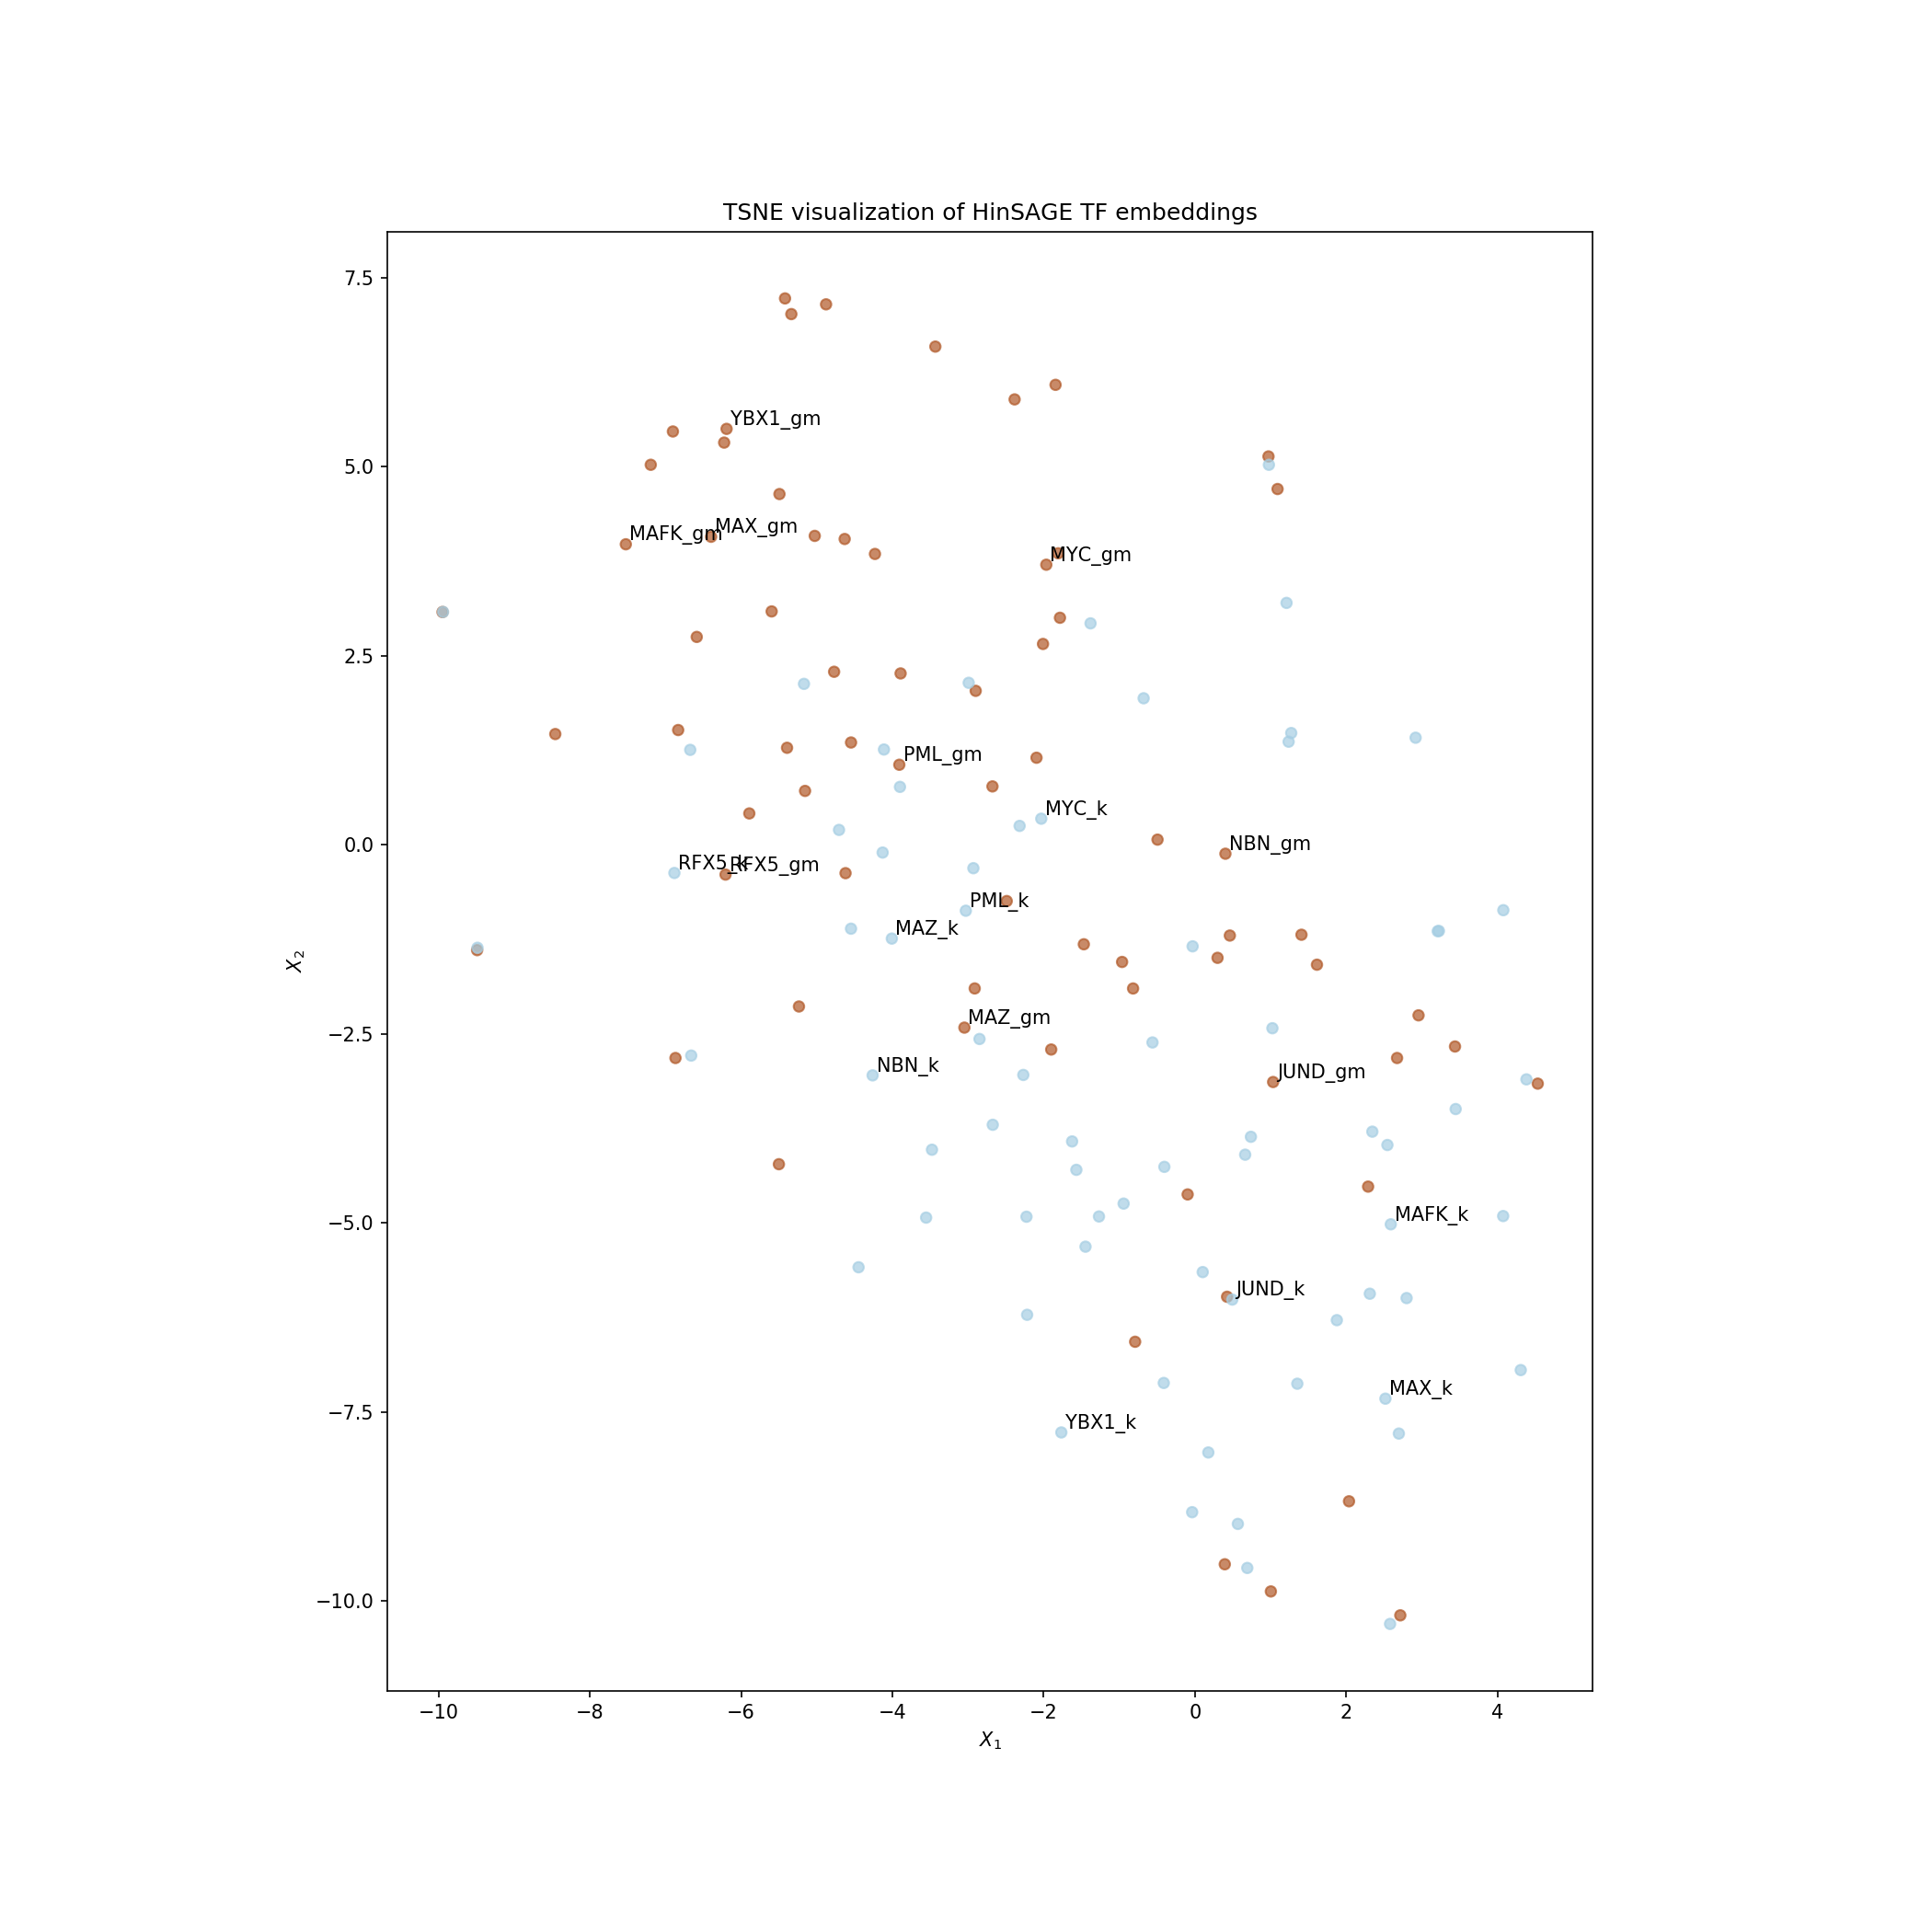 TSNE visualization of HinSAGE TF embeddings
7.5
5.0
2.5
0.0
−2.5
−5.0
−7.5
−10.0
X2
YBX1_gm
MAX_gm
MAFK_gm
MYC_gm
PML_gm
MYC_k
NBN_gm
RFX5_k
RFX5_gm
PML_k
MAZ_k
MAZ_gm
NBN_k
JUND_gm
MAFK_k
JUND_k
MAX_k
YBX1_k
−10 −8 −6 −4 −2 0 2 4
X1